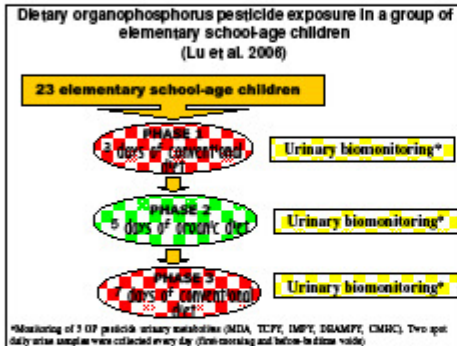 Dietary organophosphorus pesticide exposure in a group of
elementary school-age children
(Lu et al. 2006)
23 elementary school-age children
PHASE 1
3 days of conventional
diet
Urinary biomonitoring*
PHASE 2
5 days of organic diet
Urinary biomonitoring*
PHASE 3
7 days of conventional
diet
Urinary biomonitoring*
*Monitoring of 5 OP pesticide urinary metabolites (MDA, TCPY, IMPY, DEAMPY, CMHC). Two spot
daily urine samples were collected every day (first-morning and before-bedtime voids)